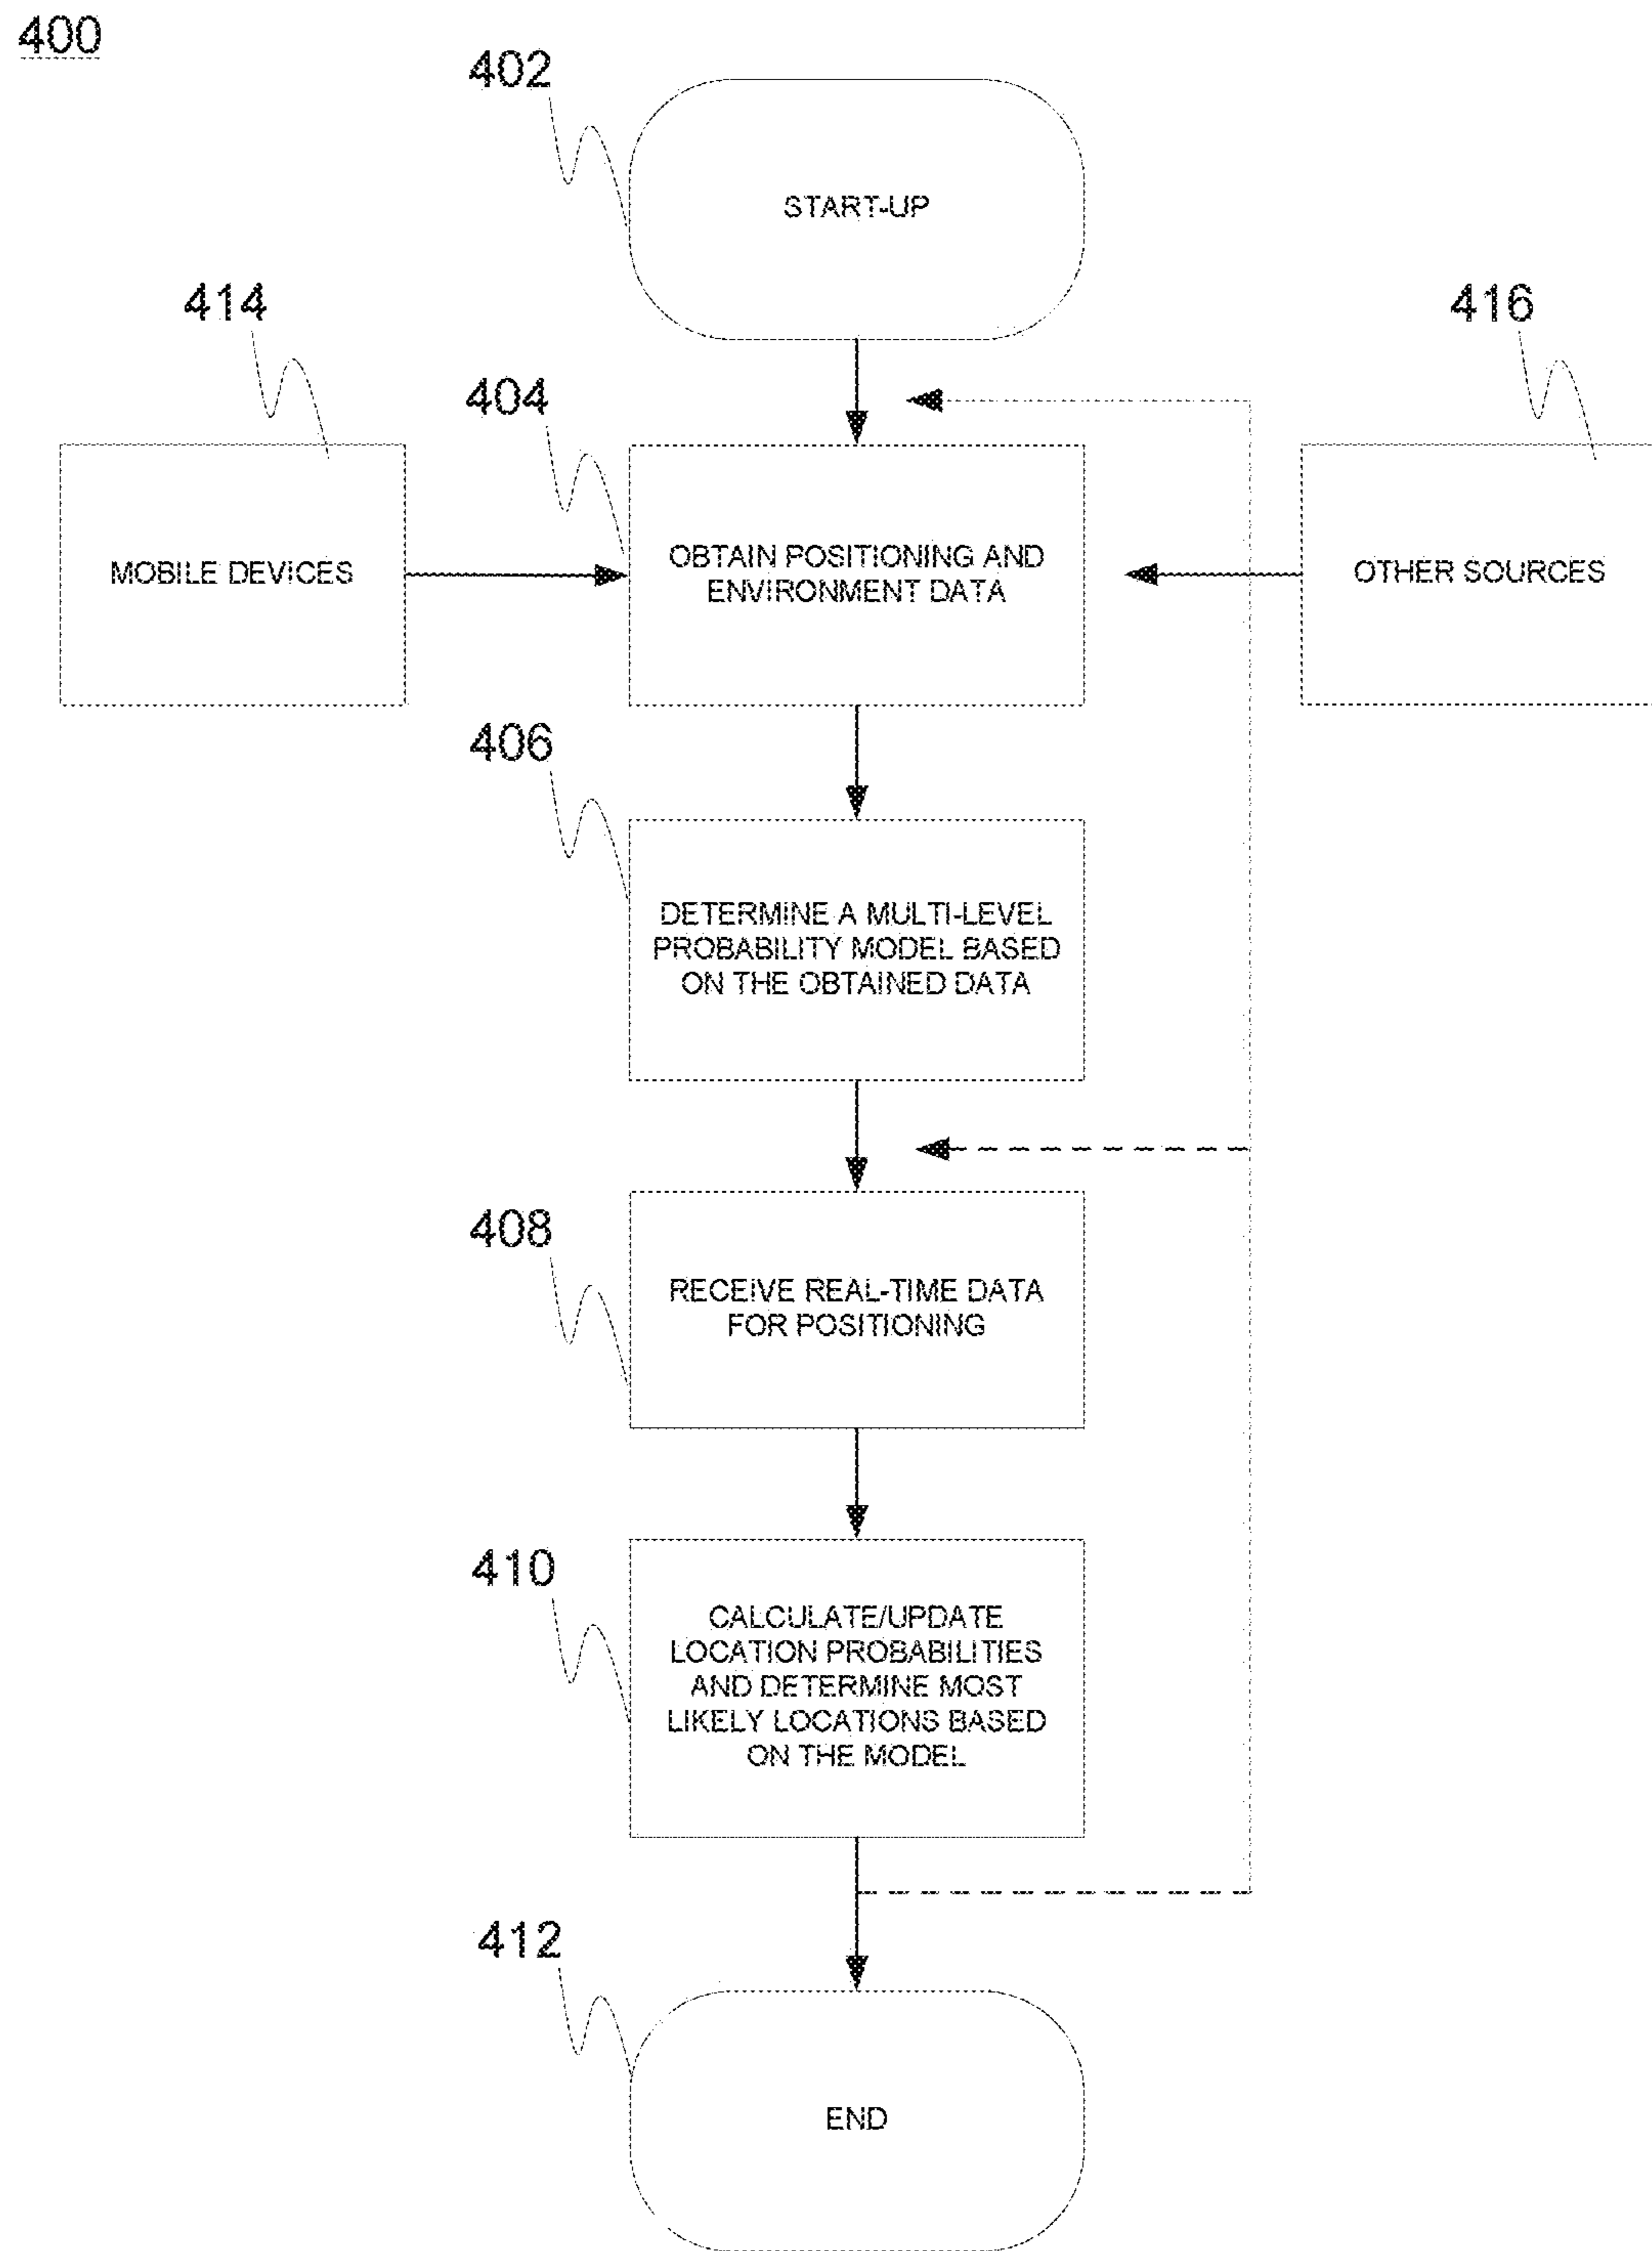 400
402
START-UP
414
416
404
MOBILE DEVICES
OBTAIN POSITIONING AND
ENVIRONMENT DATA
OTHER SOURCES
406
DETERMINE A MULTI-LEVEL
PROBABILITY MODEL BASED
ON THE OBTAINED DATA
408
RECEIVE REAL-TIME DATA
FOR POSITIONING
410
CALCULATE/UPDATE
LOCATION PROBABILITIES
AND DETERMINE MOST
LIKELY LOCATIONS BASED
ON THE MODEL
412
END